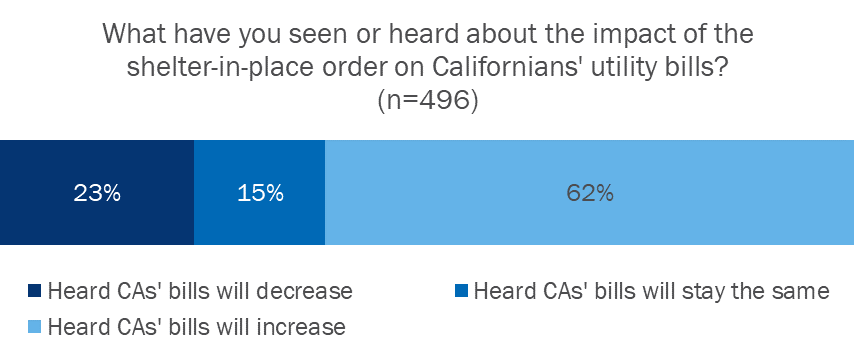 What have you seen or heard about the impact of the
shelter-in-place order on Californians' utility bills?
(n=496)
23%
15%
62%
Heard CAs' bills will decrease
Heard CAs' bills will stay the same
Heard CAs' bills will increase